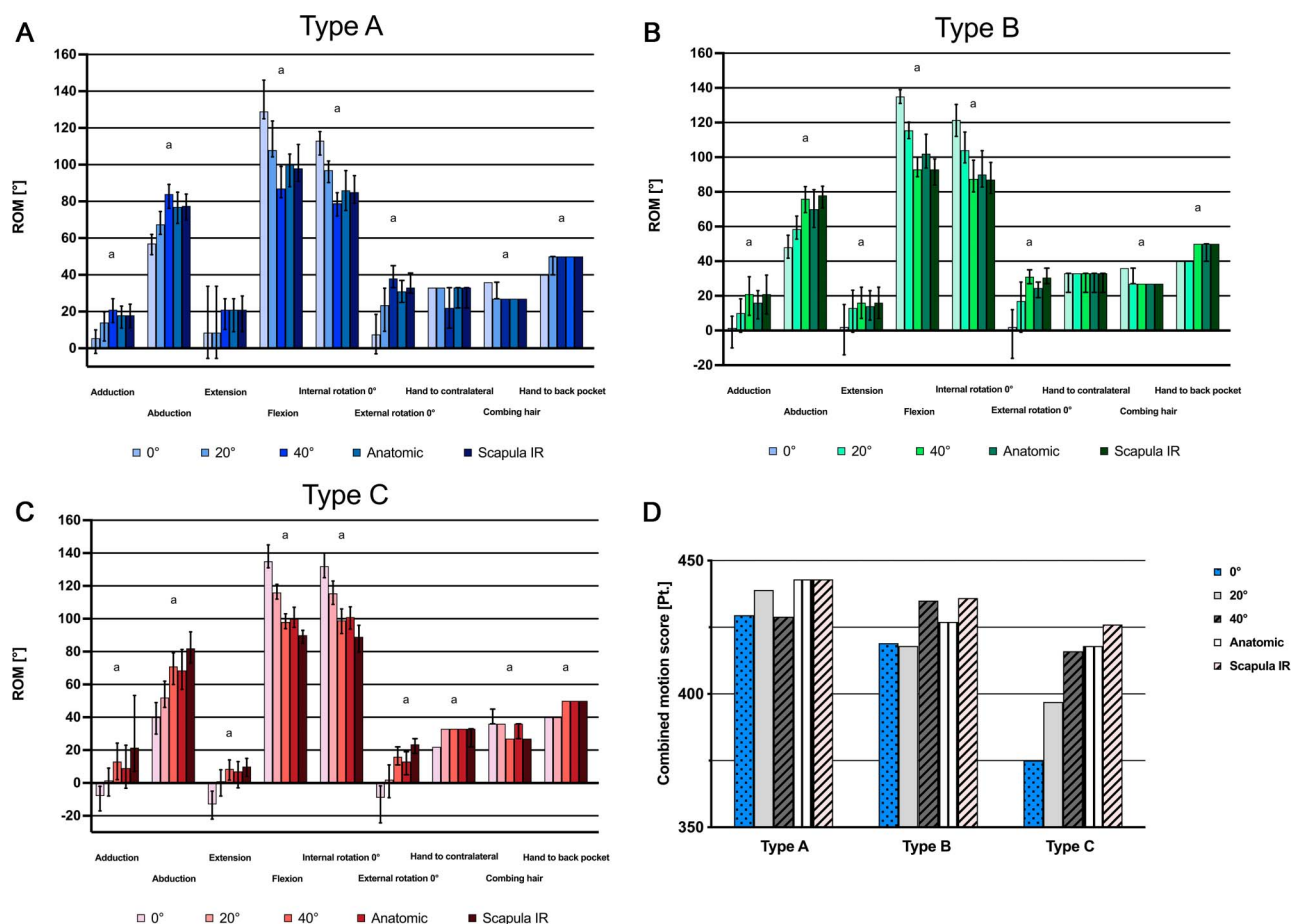 A
Type A
ROM [°]
160
140
120
100
80
60
40
20
0
a a a a a a a
Adduction
Abduction
Extension
Flexion
Internal rotation 0°
External rotation 0°
Hand to contralateral
Combing hair
Hand to back pocket
0° 20° 40° Anatomic Scapula IR
B
Type B
ROM [°]
160
140
120
100
80
60
40
20
0
-20
a a a a a a a a
Adduction
Abduction
Extension
Flexion
Internal rotation 0°
External rotation 0°
Hand to contralateral
Combing hair
Hand to back pocket
0° 20° 40° Anatomic Scapula IR
C
Type C
ROM [°]
160
140
120
100
80
60
40
20
0
-20
a a a a a a a a a
Adduction
Abduction
Extension
Flexion
Internal rotation 0°
External rotation 0°
Hand to contralateral
Combing hair
Hand to back pocket
0° 20° 40° Anatomic Scapula IR
D
Combined motion score [Pt.]
450
400
350
Type A Type B Type C
0°
20°
40°
Anatomic
Scapula IR